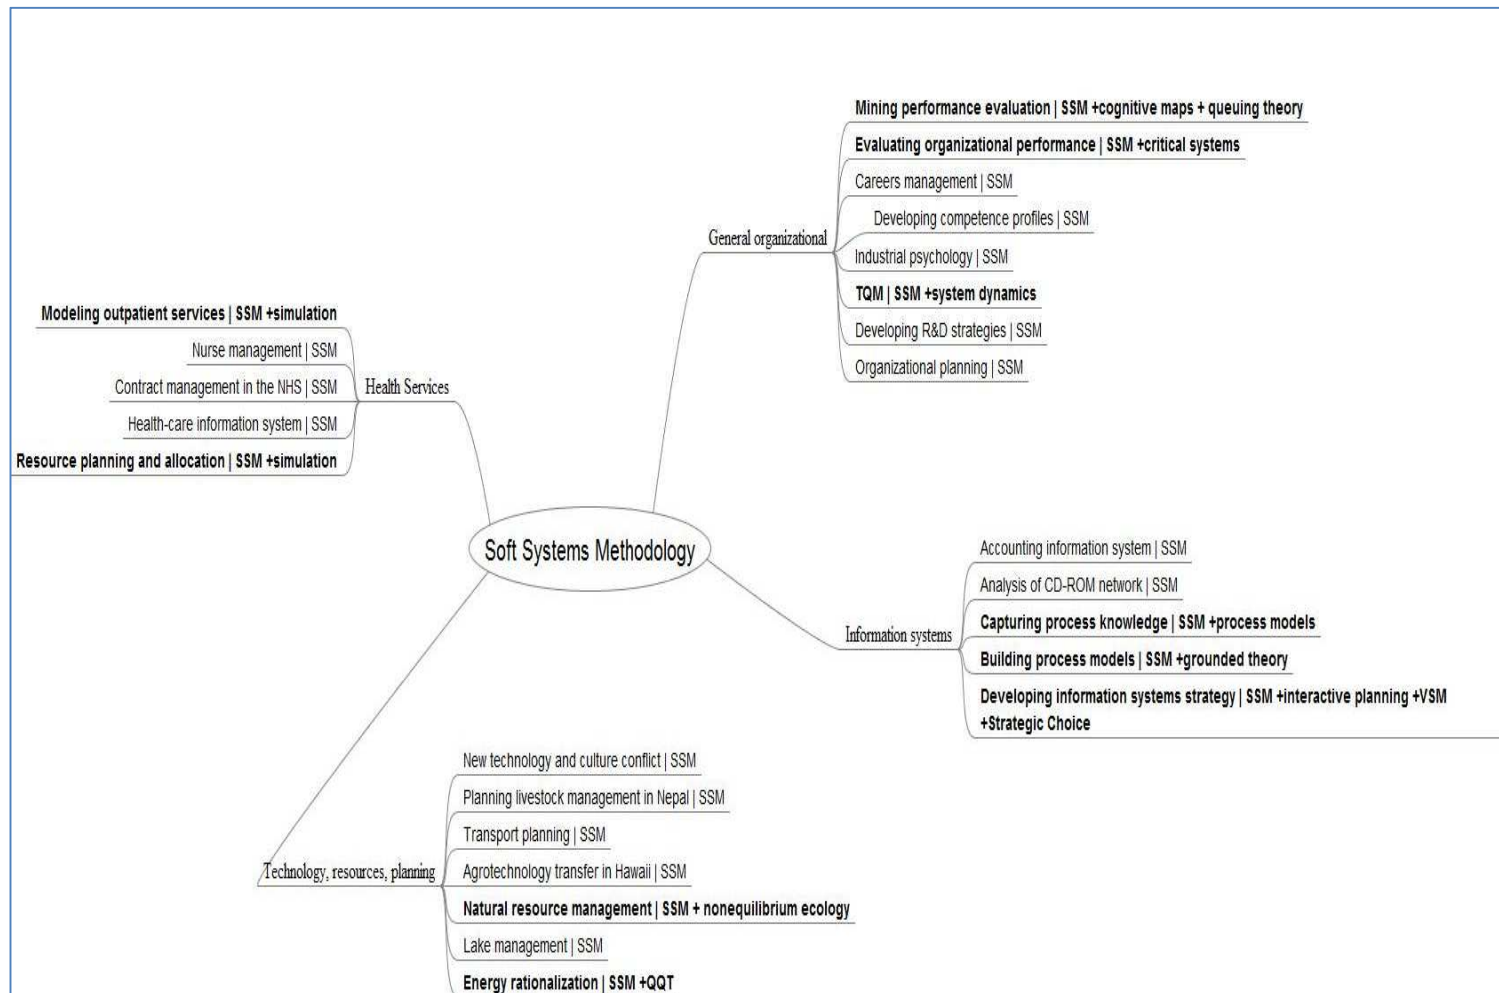 Mining performance evaluation | SSM +cognitive maps + queuing theory
Evaluating organizational performance | SSM +critical systems
Careers management | SSM
Developing competence profiles | SSM
General organizational
Industrial psychology | SSM
TQM | SSM +system dynamics
Developing R&D strategies | SSM
Organizational planning | SSM
Modeling outpatient services | SSM +simulation
Nurse management | SSM
Contract management in the NHS | SSM
Health Services
Health-care information system | SSM
Resource planning and allocation | SSM +simulation
Soft Systems Methodology
Accounting information system | SSM
Analysis of CD-ROM network | SSM
Capturing process knowledge | SSM +process models
Information systems
Building process models | SSM +grounded theory
Developing information systems strategy | SSM +interactive planning +VSM
+Strategic Choice
New technology and culture conflict | SSM
Planning livestock management in Nepal | SSM
Transport planning | SSM
Technology, resources, planning
Agrotechnology transfer in Hawaii | SSM
Natural resource management | SSM + nonequilibrium ecology
Lake management | SSM
Energy rationalization | SSM +QQT